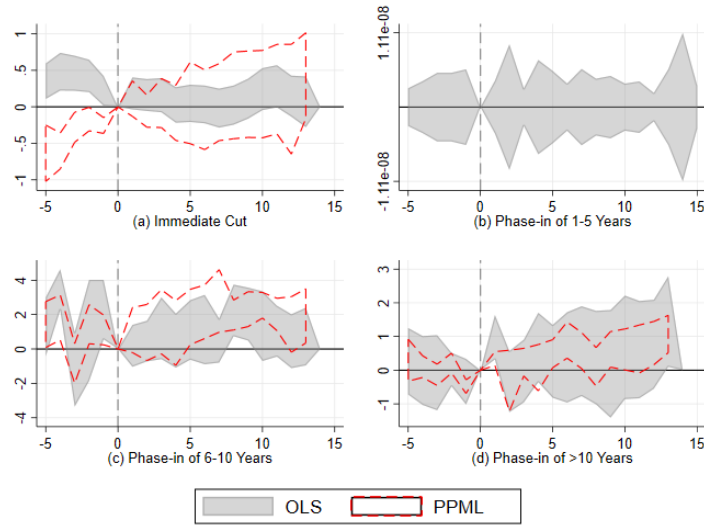 1
.5
0
.5
1
-5 0 5 10 15
(a) Immediate Cut
1.11e-08
-1.11e-08
-5 0 5 10 15
(b) Phase-in of 1-5 Years
4
2
0
-2
-4
-5 0 5 10 15
(c) Phase-in of 6-10 Years
3
2
1
0
-1
-5 0 5 10 15
(d) Phase-in of >10 Years
OLS PPML